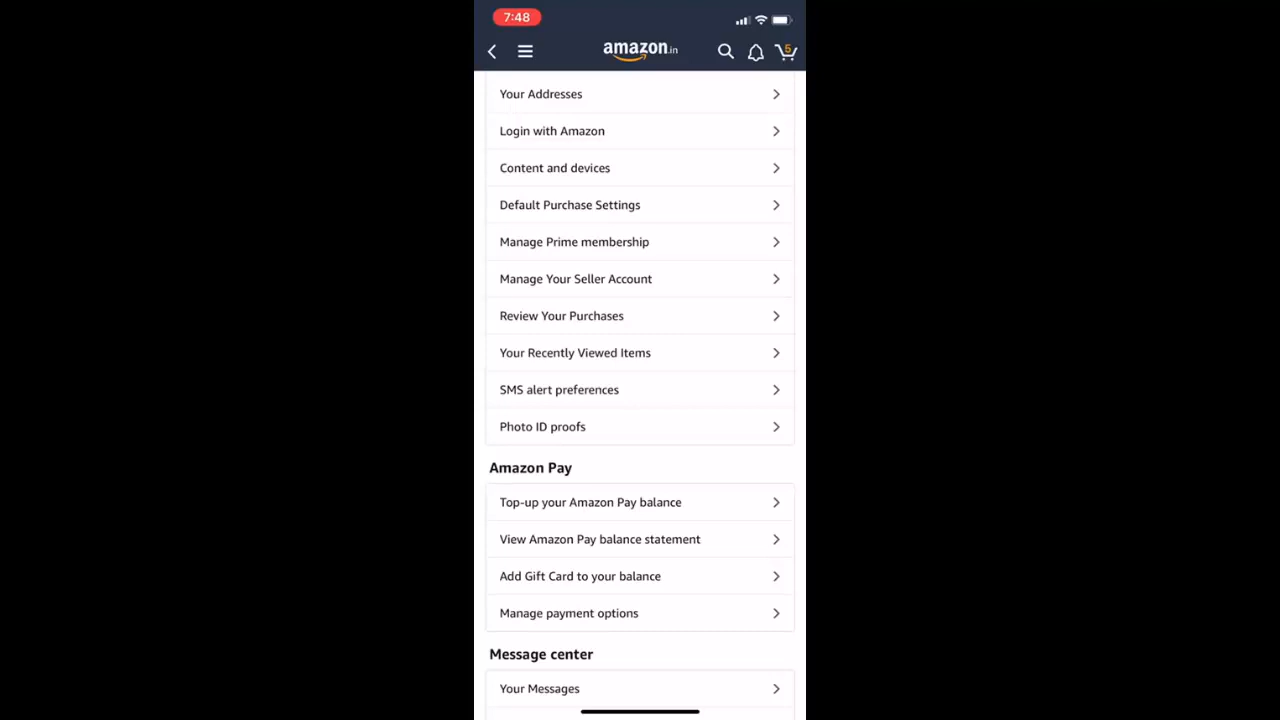 7:48
amazon.in
5
Your Addresses
Login with Amazon
Content and devices
Default Purchase Settings
Manage Prime membership
Manage Your Seller Account
Review Your Purchases
Your Recently Viewed Items
SMS alert preferences
Photo ID proofs
Amazon Pay
Top-up your Amazon Pay balance
View Amazon Pay balance statement
Add Gift Card to your balance
Manage payment options
Message center
Your Messages